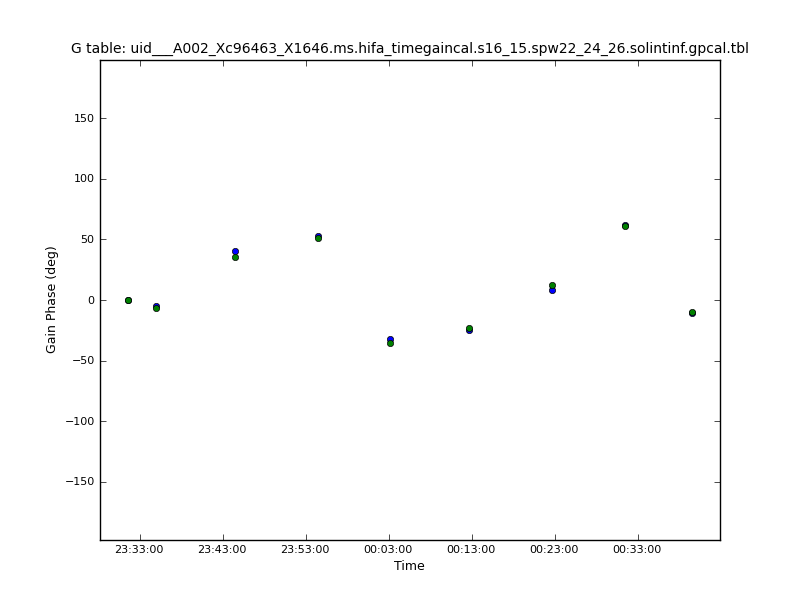 G table: uid___A002_Xc96463_X1646.ms.hifa_timegaincal.s16_15.spw22_24_26.solintinf.gpcal.tbl
150
100
50
0
−50
−100
−150
Gain Phase (deg)
23:33:00 23:43:00 23:53:00 00:03:00 00:13:00 00:23:00 00:33:00
Time